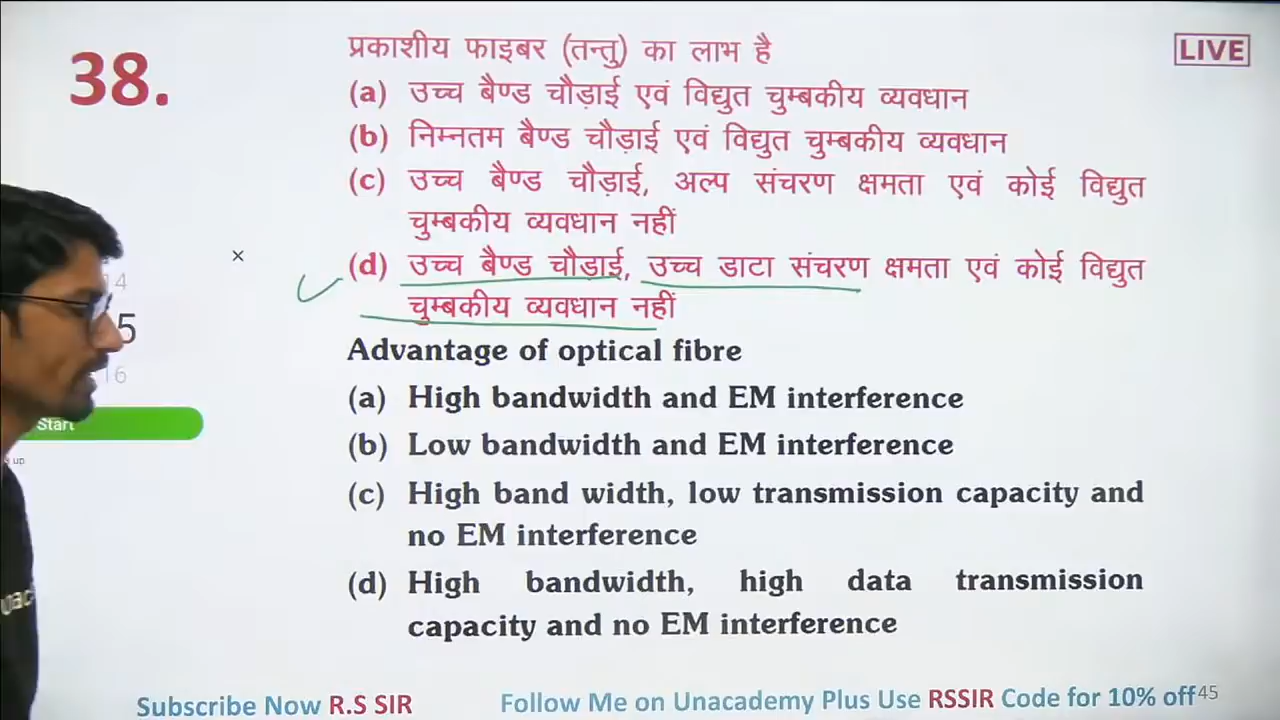 38.
LIVE
प्रकाशीय फाइबर (तन्तु) का लाभ है
(a) उच्च बैण्ड चौड़ाई एवं विद्युत चुम्बकीय व्यवधान
(b) निम्नतम बैण्ड चौड़ाई एवं विद्युत चुम्बकीय व्यवधान
(c) उच्च बैण्ड चौड़ाई, अल्प संचरण क्षमता एवं कोई विद्युत
चुम्बकीय व्यवधान नहीं
(d) उच्च बैण्ड चौड़ाई, उच्च डाटा संचरण क्षमता एवं कोई विद्युत
चुम्बकीय व्यवधान नहीं
Advantage of optical fibre
(a) High bandwidth and EM interference
(b) Low bandwidth and EM interference
(c) High band width, low transmission capacity and
no EM interference
(d) High bandwidth, high data transmission
capacity and no EM interference
×
4
5
16
Start
up
Subscribe Now R.S SIR
Follow Me on Unacademy Plus Use RSSIR Code for 10% off
45